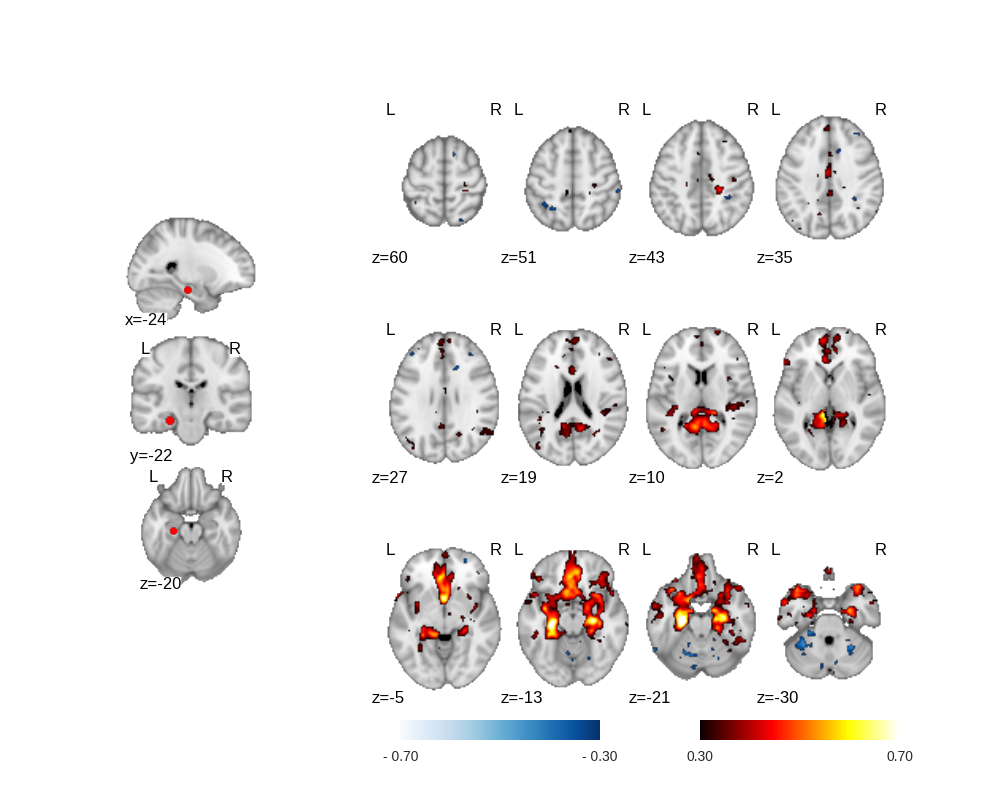 L R L R L R L R
z=60 z=51 z=43 z=35
x=-24
L R
y=-22
L R
z=-20
L R L R L R L R
z=27 z=19 z=10 z=2
L R L R L R L R
z=-5 z=-13 z=-21 z=-30
- 0.70 - 0.30 0.30 0.70